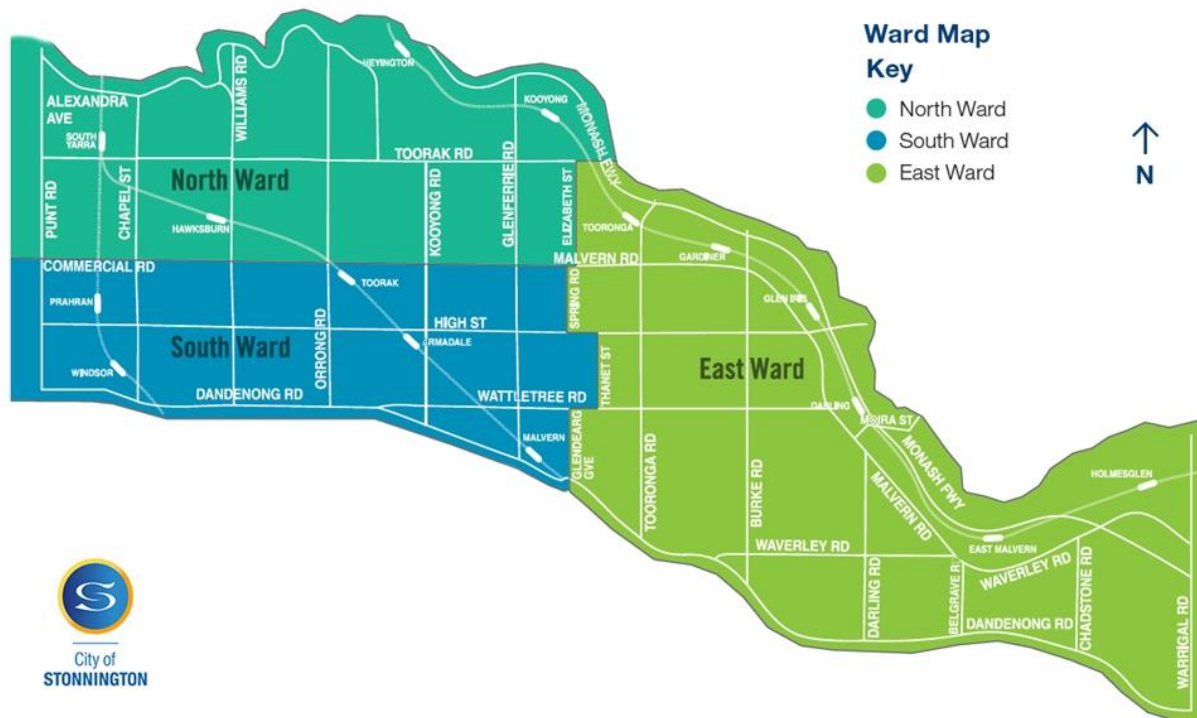 Ward Map
Key
North Ward
South Ward
East Ward
N
HEYINGTON
KOOYONG
MONASH FWY
ALEXANDRA
AVE
WILLIAMS RD
SOUTH
YARRA
TOORAK RD
North Ward
PUNT RD
CHAPEL ST
HAWKSBURN
KOOYONG RD
GLENFERRIE RD
ELIZABETH ST
TOORONGA
GARDINER
MALVERN RD
COMMERCIAL RD
PRAHRAN
TOORAK
GLEN IRIS
SPRING RD
HIGH ST
ORRONG RD
ARMADALE
South Ward
WINDSOR
THANET ST
East Ward
DANDENONG RD
WATTLETREE RD
DARLING
MOIRA ST
MALVERN
GLENDEARG
GVE
TOORONGA RD
BURKE RD
MALVERN RD
MONASH FWY
HOLMESGLEN
WAVERLEY RD
EAST MALVERN
WAVERLEY RD
DARLING RD
BELGRAVE R
DANDENONG RD
CHADSTONE RD
WARRIGAL RD
S
City of
STONNINGTON